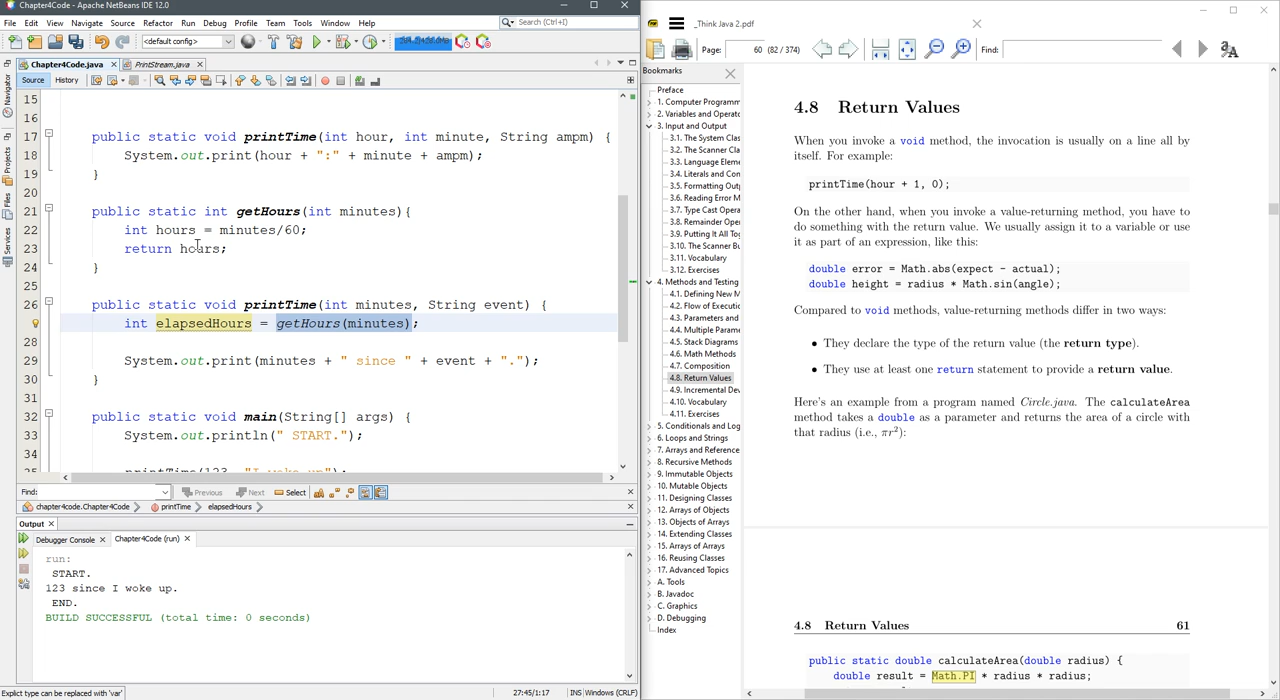 Chapter4Code - Apache NetBeans IDE 12.0
File Edit View Navigate Source Refactor Run Debug Profile Team Tools Window Help
Search (Ctrl+I)
<default config>
Chapter4Code.java
PrintStream.java
Source History
15
16
17 public static void printTime(int hour, int minute, String ampm) {
18 System.out.print(hour + ":" + minute + ampm);
19 }
20
21 public static int getHours(int minutes){
22 int hours = minutes/60;
23 return hours;
24 }
26 public static void printTime(int minutes, String event) {
int elapsedHours = getHours(minutes);
28
29 System.out.print(minutes + " since " + event + ".");
30 }
31
32 public static void main(String[] args) {
33 System.out.println(" START.");
34
Find:
Previous Next Select
chapter4code.Chapter4Code printTime elapsedHours
Output
Debugger Console Chapter4Code (run)
run:
START.
123 since I woke up.
END.
BUILD SUCCESSFUL (total time: 0 seconds)
Explict type can be replaced with 'var'
27:45/1:17 INS Windows (CRLF)
Navigator
Projects
Files
Services
_Think Java 2.pdf
Page: 60 (82 / 374)
Find:
Bookmarks
Preface
1. Computer Programm
2. Variables and Operato
3. Input and Output
3.1. The System Clas
3.2. The Scanner Cla
3.3. Language Eleme
3.4. Literals and Con
3.5. Formatting Outp
3.6. Reading Error M
3.7. Type Cast Opera
3.8. Remainder Oper
3.9. Putting It All Tog
3.10. The Scanner B
3.11. Vocabulary
3.12. Exercises
4. Methods and Testing
4.1. Defining New M
4.2. Flow of Executio
4.3. Parameters and
4.4. Multiple Parame
4.5. Stack Diagrams
4.6. Math Methods
4.7. Composition
4.8. Return Values
4.9. Incremental Dev
4.10. Vocabulary
4.11. Exercises
5. Conditionals and Log
6. Loops and Strings
7. Arrays and Reference
8. Recursive Methods
9. Immutable Objects
10. Mutable Objects
11. Designing Classes
12. Arrays of Objects
13. Objects of Arrays
14. Extending Classes
15. Arrays of Arrays
16. Reusing Classes
17. Advanced Topics
A. Tools
B. Javadoc
C. Graphics
D. Debugging
Index
4.8 Return Values
When you invoke a void method, the invocation is usually on a line all by
itself. For example:
printTime(hour + 1, 0);
On the other hand, when you invoke a value-returning method, you have to
do something with the return value. We usually assign it to a variable or use
it as part of an expression, like this:
double error = Math.abs(expect - actual);
double height = radius * Math.sin(angle);
Compared to void methods, value-returning methods differ in two ways:
• They declare the type of the return value (the return type).
• They use at least one return statement to provide a return value.
Here's an example from a program named Circle.java. The calculateArea
method takes a double as a parameter and returns the area of a circle with
that radius (i.e., πr²):
4.8 Return Values 61
public static double calculateArea(double radius) {
double result = Math.PI * radius * radius;